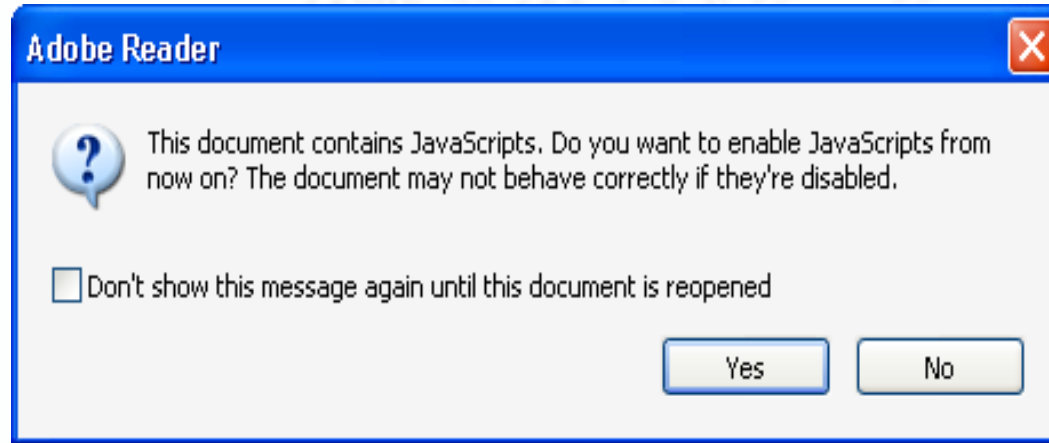 Adobe Reader
This document contains JavaScripts. Do you want to enable JavaScripts from
now on? The document may not behave correctly if they're disabled.
Don't show this message again until this document is reopened
Yes
No